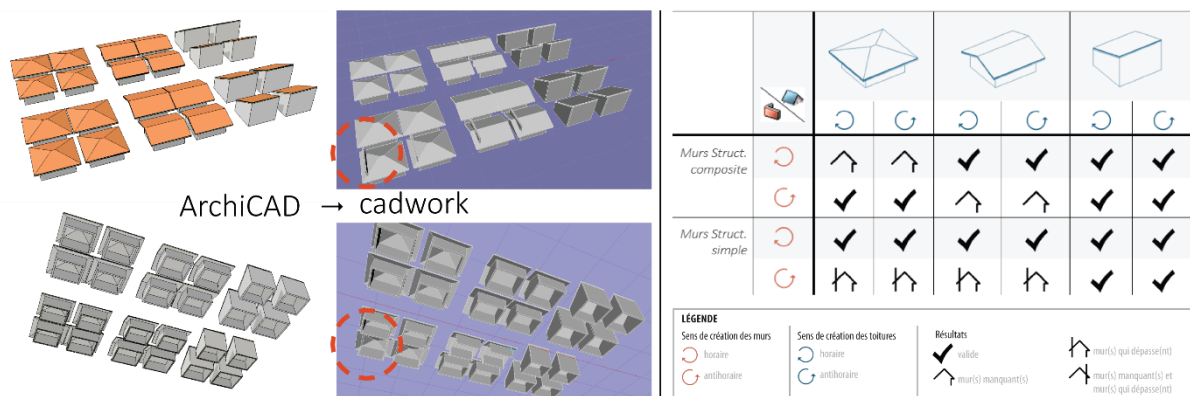 ArchiCAD → cadwork
Murs Struct.
composite
Murs Struct.
simple
LÉGENDE
Sens de création des murs
horaire
antihoraire
Sens de création des toitures
horaire
antihoraire
Résultats
valide
mur(s) manquant(s)
mur(s) qui dépasse(nt)
mur(s) manquant(s) et
mur(s) qui dépasse(nt)